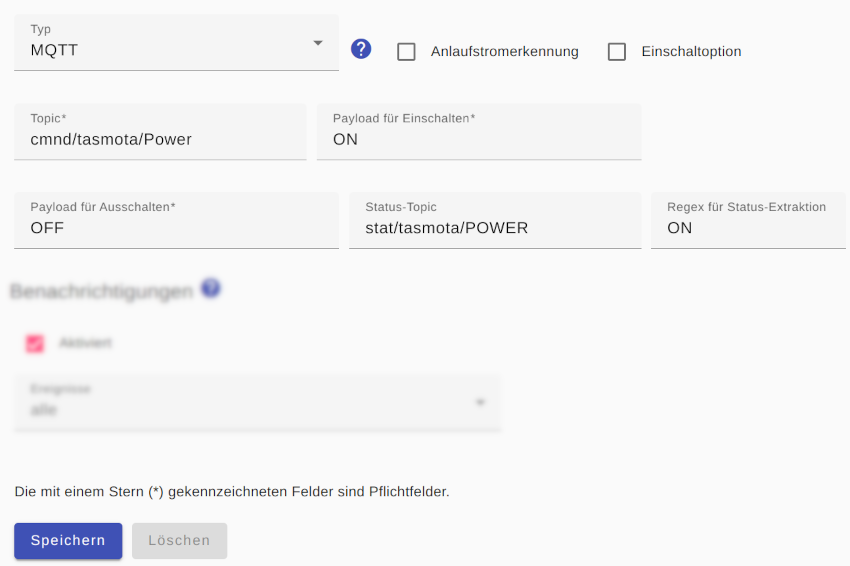 Typ
MQTT
Anlaufstromerkennung
Einschaltoption
Topic*
cmnd/tasmota/Power
Payload für Einschalten*
ON
Payload für Ausschalten*
OFF
Status-Topic
stat/tasmota/POWER
Regex für Status-Extraktion
ON
Benachrichtigungen
Aktiviert
Ereignisse
alle
Die mit einem Stern (*) gekennzeichneten Felder sind Pflichtfelder.
Speichern
Löschen